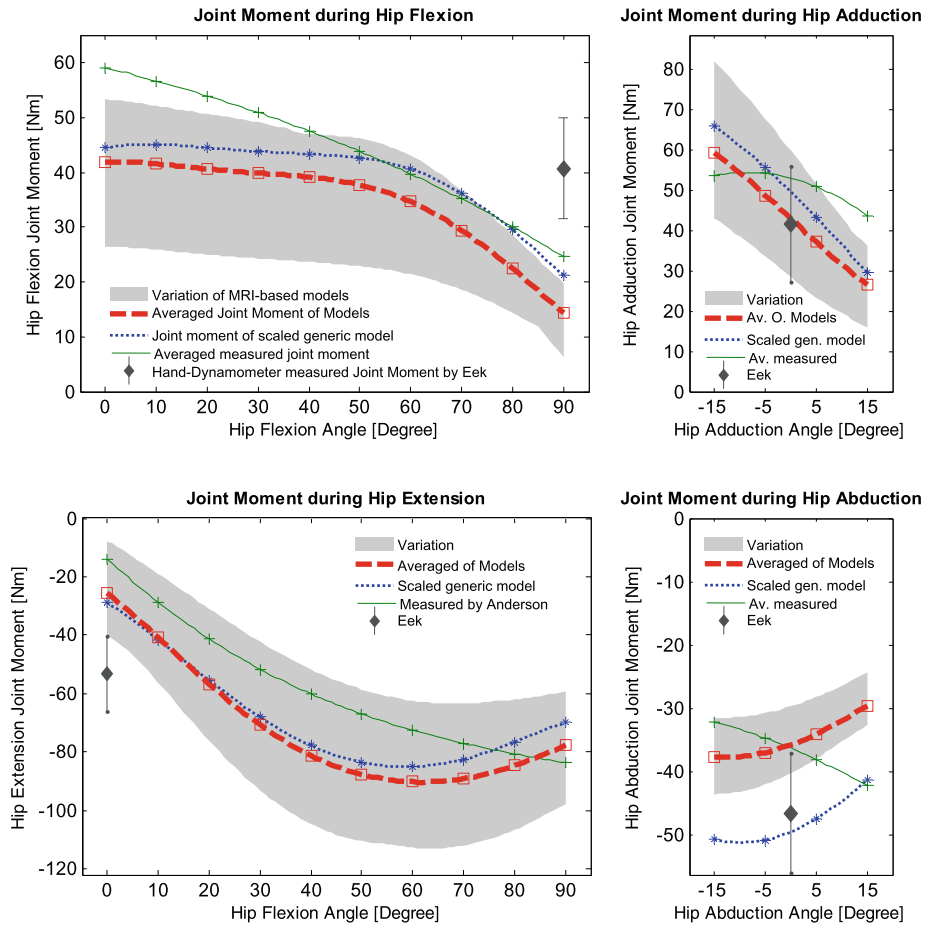 Joint Moment during Hip Flexion
Hip Flexion Joint Moment [Nm]
60
50
40
30
20
10
0
Variation of MRI-based models
Averaged Joint Moment of Models
Joint moment of scaled generic model
Averaged measured joint moment
Hand-Dynamometer measured Joint Moment by Eek
0 10 20 30 40 50 60 70 80 90
Hip Flexion Angle [Degree]
Joint Moment during Hip Adduction
Hip Adduction Joint Moment [Nm]
80
70
60
50
40
30
20
10
0
Variation
Av. O. Models
Scaled gen. model
Av. measured
Eek
-15 -5 5 15
Hip Adduction Angle [Degree]
Joint Moment during Hip Extension
Hip Extension Joint Moment [Nm]
0
-20
-40
-60
-80
-100
-120
Variation
Averaged of Models
Scaled generic model
Measured by Anderson
Eek
0 10 20 30 40 50 60 70 80 90
Hip Flexion Angle [Degree]
Joint Moment during Hip Abduction
Hip Abduction Joint Moment [Nm]
0
-10
-20
-30
-40
-50
Variation
Averaged of Models
Scaled gen. model
Av. measured
Eek
-15 -5 5 15
Hip Abduction Angle [Degree]